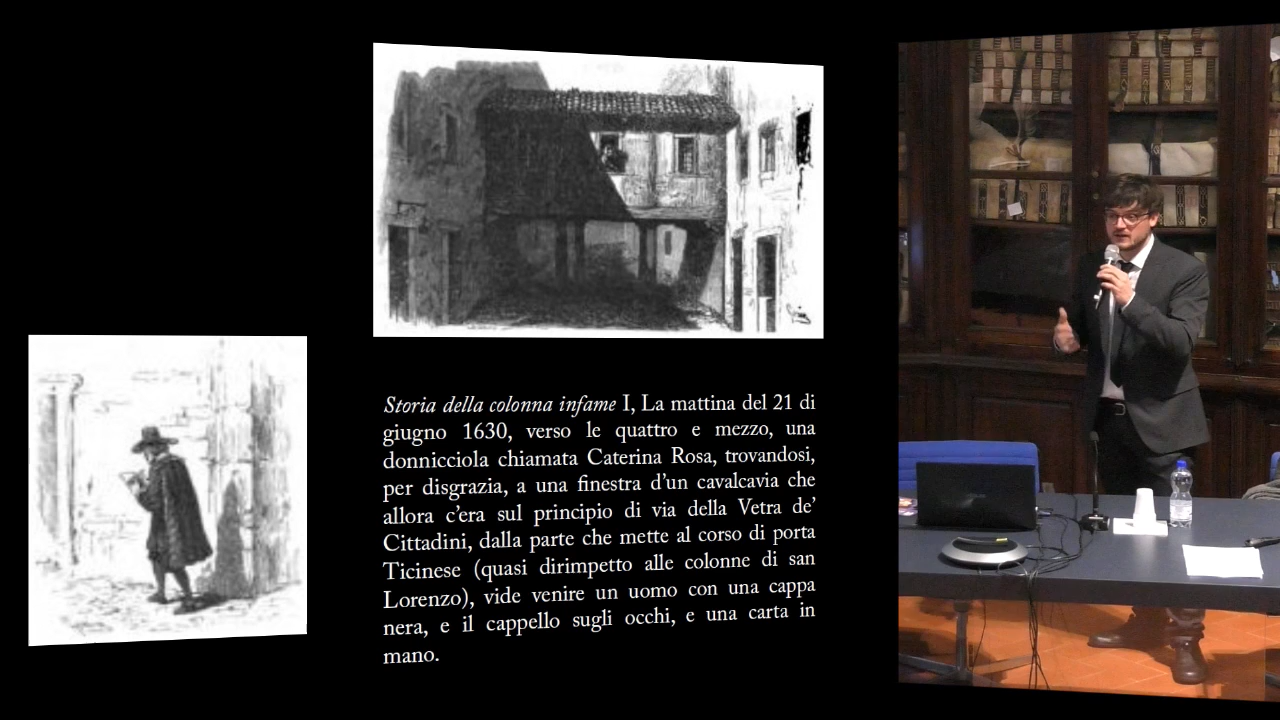 Storia della colonna infame I, La mattina del 21 di
giugno 1630, verso le quattro e mezzo, una
donnicciola chiamata Caterina Rosa, trovandosi,
per disgrazia, a una finestra d’un cavalcavia che
allora c’era sul principio di via della Vetra de’
Cittadini, dalla parte che mette al corso di porta
Ticinese (quasi dirimpetto alle colonne di san
Lorenzo), vide venire un uomo con una cappa
nera, e il cappello sugli occhi, e una carta in
mano.